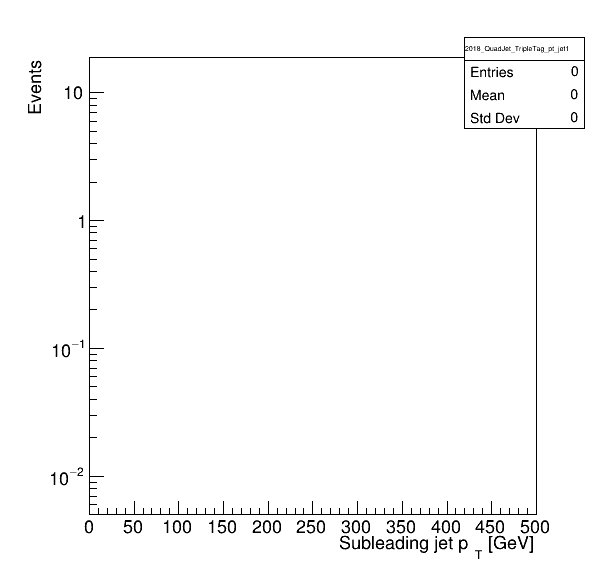 2018_QuadJet_TripleTag_pt_jet1
Entries 0
Mean 0
Std Dev 0
Events
10
1
10⁻¹
10⁻²
0 50 100 150 200 250 300 350 400 450 500
Subleading jet p_T [GeV]